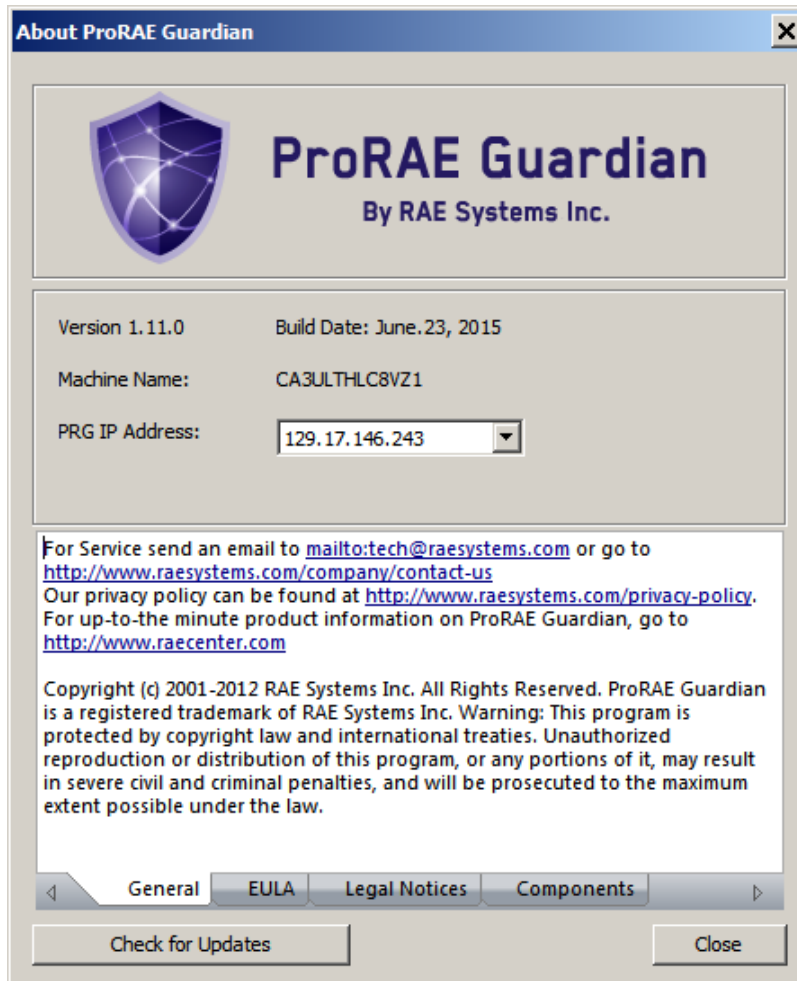 About ProRAE Guardian
ProRAE Guardian
By RAE Systems Inc.
Version 1.11.0 Build Date: June.23, 2015
Machine Name: CA3ULTHLC8VZ1
PRG IP Address: 129.17.146.243
For Service send an email to mailto:tech@raesystems.com or go to
http://www.raesystems.com/company/contact-us
Our privacy policy can be found at http://www.raesystems.com/privacy-policy.
For up-to-the minute product information on ProRAE Guardian, go to
http://www.raecenter.com
Copyright (c) 2001-2012 RAE Systems Inc. All Rights Reserved. ProRAE Guardian
is a registered trademark of RAE Systems Inc. Warning: This program is
protected by copyright law and international treaties. Unauthorized
reproduction or distribution of this program, or any portions of it, may result
in severe civil and criminal penalties, and will be prosecuted to the maximum
extent possible under the law.
General EULA Legal Notices Components
Check for Updates Close